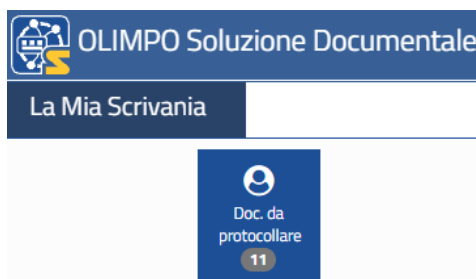 OLIMPO Soluzione Documentale
La Mia Scrivania
Doc. da
protocollare
11